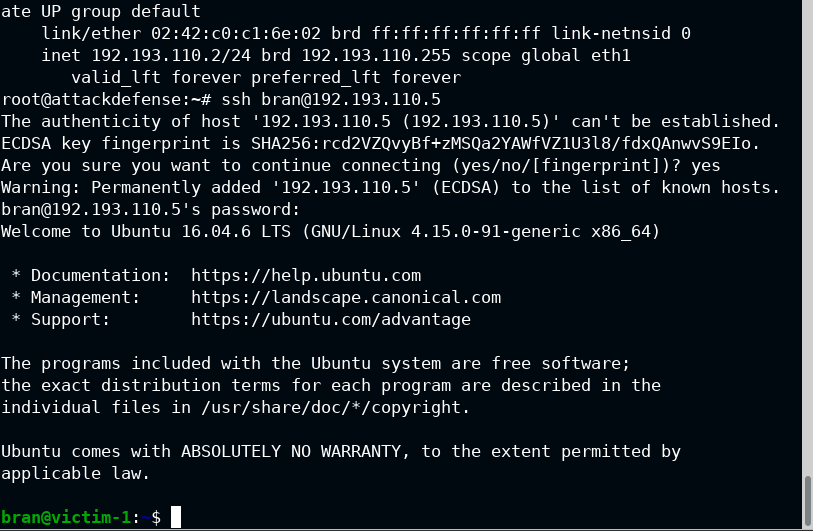 ate UP group default
    link/ether 02:42:c0:c1:6e:02 brd ff:ff:ff:ff:ff:ff link-netnsid 0
    inet 192.193.110.2/24 brd 192.193.110.255 scope global eth1
       valid_lft forever preferred_lft forever
root@attackdefense:~# ssh bran@192.193.110.5
The authenticity of host '192.193.110.5 (192.193.110.5)' can't be established.
ECDSA key fingerprint is SHA256:rcd2VZQvyBf+zMSQa2YAWfVZ1U3l8/fdxQAnwvS9EIo.
Are you sure you want to continue connecting (yes/no/[fingerprint])? yes
Warning: Permanently added '192.193.110.5' (ECDSA) to the list of known hosts.
bran@192.193.110.5's password:
Welcome to Ubuntu 16.04.6 LTS (GNU/Linux 4.15.0-91-generic x86_64)

 * Documentation:  https://help.ubuntu.com
 * Management:     https://landscape.canonical.com
 * Support:        https://ubuntu.com/advantage

The programs included with the Ubuntu system are free software;
the exact distribution terms for each program are described in the
individual files in /usr/share/doc/*/copyright.

Ubuntu comes with ABSOLUTELY NO WARRANTY, to the extent permitted by
applicable law.

bran@victim-1:~$